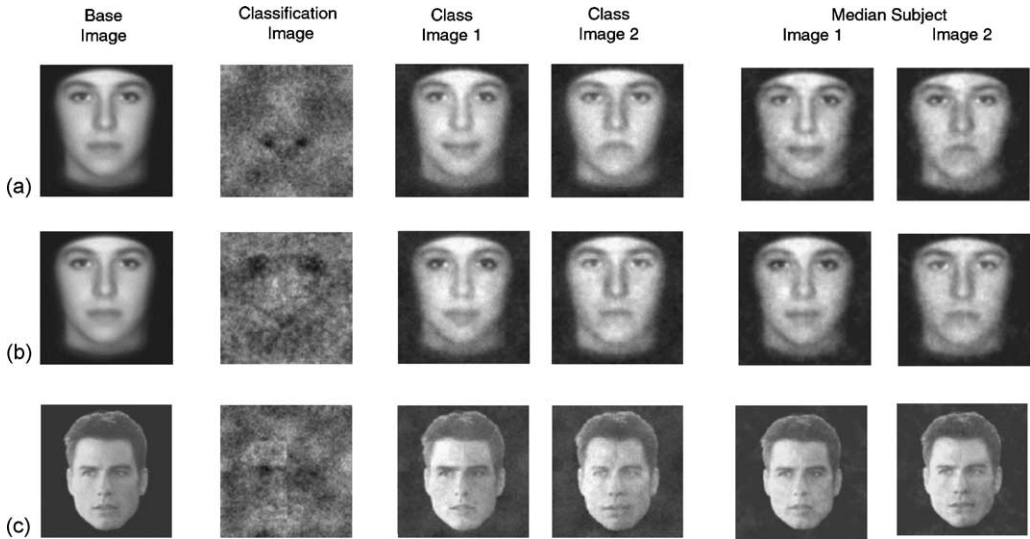 Base Image
Classification Image
Class Image 1
Class Image 2
Median Subject
Image 1
Image 2
(a)
(b)
(c)